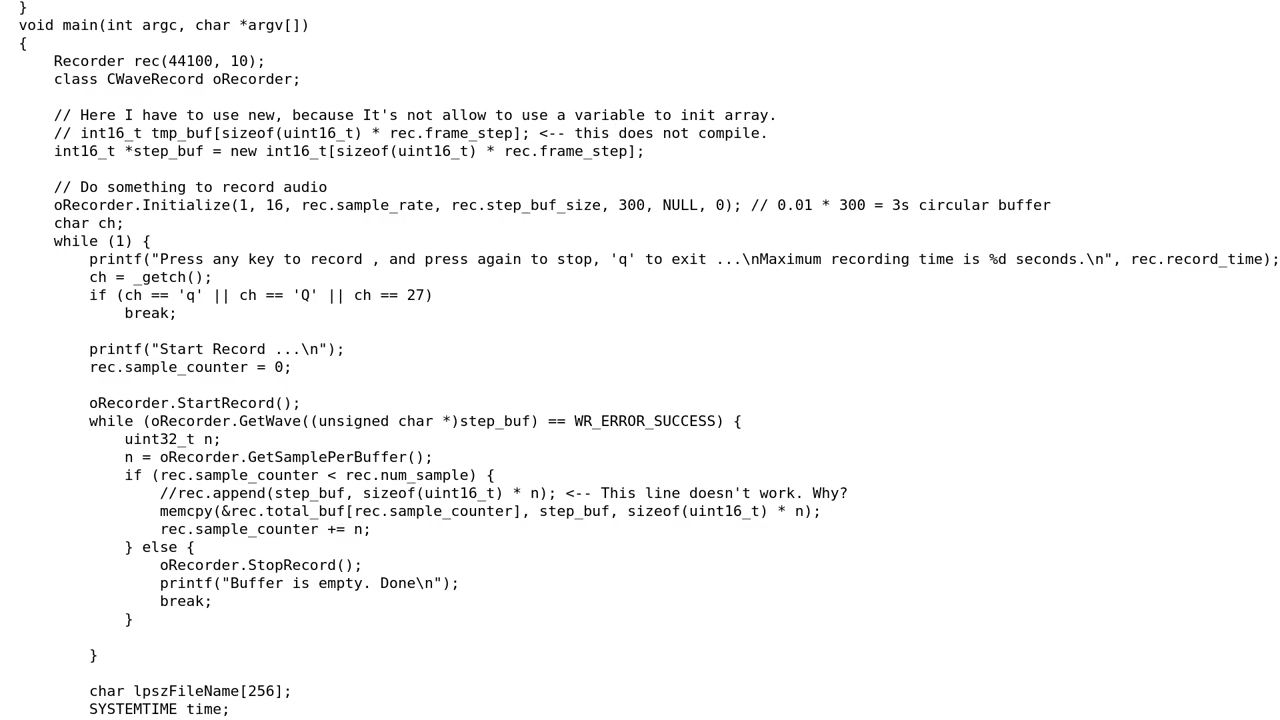 }
void main(int argc, char *argv[])
{
    Recorder rec(44100, 10);
    class CWaveRecord oRecorder;

    // Here I have to use new, because It's not allow to use a variable to init array.
    // int16_t tmp_buf[sizeof(uint16_t) * rec.frame_step]; <-- this does not compile.
    int16_t *step_buf = new int16_t[sizeof(uint16_t) * rec.frame_step];

    // Do something to record audio
    oRecorder.Initialize(1, 16, rec.sample_rate, rec.step_buf_size, 300, NULL, 0); // 0.01 * 300 = 3s circular buffer
    char ch;
    while (1) {
        printf("Press any key to record , and press again to stop, 'q' to exit ...\nMaximum recording time is %d seconds.\n", rec.record_time);
        ch = _getch();
        if (ch == 'q' || ch == 'Q' || ch == 27)
            break;

        printf("Start Record ...\n");
        rec.sample_counter = 0;

        oRecorder.StartRecord();
        while (oRecorder.GetWave((unsigned char *)step_buf) == WR_ERROR_SUCCESS) {
            uint32_t n;
            n = oRecorder.GetSamplePerBuffer();
            if (rec.sample_counter < rec.num_sample) {
                //rec.append(step_buf, sizeof(uint16_t) * n); <-- This line doesn't work. Why?
                memcpy(&rec.total_buf[rec.sample_counter], step_buf, sizeof(uint16_t) * n);
                rec.sample_counter += n;
            } else {
                oRecorder.StopRecord();
                printf("Buffer is empty. Done\n");
                break;
            }

        }

        char lpszFileName[256];
        SYSTEMTIME time;